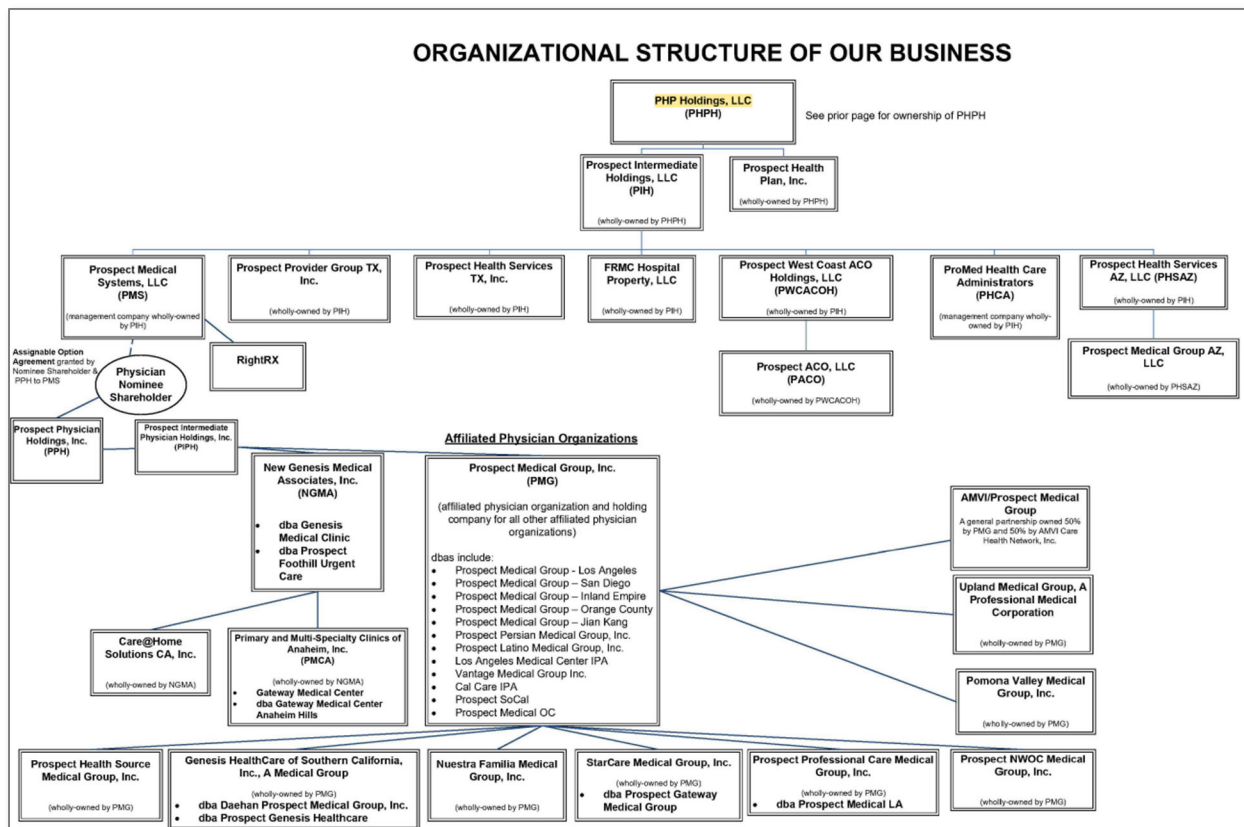 ORGANIZATIONAL STRUCTURE OF OUR BUSINESS
PHP Holdings, LLC
(PHPH)
See prior page for ownership of PHPH
Prospect Intermediate
Holdings, LLC
(PIH)
(wholly-owned by PHPH)
Prospect Health
Plan, Inc.
(wholly-owned by PHPH)
Prospect Medical
Systems, LLC
(PMS)
(management company wholly-owned
by PIH)
Prospect Provider Group TX,
Inc.
(wholly-owned by PIH)
Prospect Health Services
TX, Inc.
(wholly-owned by PIH)
FRMC Hospital
Property, LLC
(wholly-owned by PIH)
Prospect West Coast ACO
Holdings, LLC
(PWCACOH)
(wholly-owned by PIH)
ProMed Health Care
Administrators
(PHCA)
(management company wholly-
owned by PIH)
Prospect Health Services
AZ, LLC (PHSAZ)
(wholly-owned by PIH)
Assignable Option
Agreement granted by
Nominee Shareholder &
PPH to PMS
Physician
Nominee
Shareholder
RightRX
Prospect ACO, LLC
(PACO)
(wholly-owned by PWCACOH)
Prospect Medical Group AZ,
LLC
(wholly-owned by PHSAZ)
Prospect Physician
Holdings, Inc.
(PPH)
Prospect Intermediate
Physician Holdings, Inc.
(PIPH)
Affiliated Physician Organizations
New Genesis Medical
Associates, Inc.
(NGMA)
• dba Genesis
Medical Clinic
• dba Prospect
Foothill Urgent
Care
Prospect Medical Group, Inc.
(PMG)
(affiliated physician organization and holding
company for all other affiliated physician
organizations)
dbas include:
• Prospect Medical Group - Los Angeles
• Prospect Medical Group – San Diego
• Prospect Medical Group – Inland Empire
• Prospect Medical Group – Orange County
• Prospect Medical Group – Jian Kang
• Prospect Persian Medical Group, Inc.
• Prospect Latino Medical Group, Inc.
• Los Angeles Medical Center IPA
• Vantage Medical Group Inc.
• Cal Care IPA
• Prospect SoCal
• Prospect Medical OC
AMVI/Prospect Medical
Group
A general partnership owned 50%
by PMG and 50% by AMVI Care
Health Network, Inc.
Upland Medical Group, A
Professional Medical
Corporation
(wholly-owned by PMG)
Pomona Valley Medical
Group, Inc.
(wholly-owned by PMG)
Care@Home
Solutions CA, Inc.
(wholly-owned by NGMA)
Primary and Multi-Specialty Clinics of
Anaheim, Inc.
(PMCA)
(wholly-owned by NGMA)
• Gateway Medical Center
• dba Gateway Medical Center
Anaheim Hills
Prospect Health Source
Medical Group, Inc.
(wholly-owned by PMG)
Genesis HealthCare of Southern California,
Inc., A Medical Group
(wholly-owned by PMG)
• dba Daehan Prospect Medical Group, Inc.
• dba Prospect Genesis Healthcare
Nuestra Familia Medical
Group, Inc.
(wholly-owned by PMG)
StarCare Medical Group, Inc.
(wholly-owned by PMG)
• dba Prospect Gateway
Medical Group
Prospect Professional Care Medical
Group, Inc.
(wholly-owned by PMG)
• dba Prospect Medical LA
Prospect NWOC Medical
Group, Inc.
(wholly-owned by PMG)